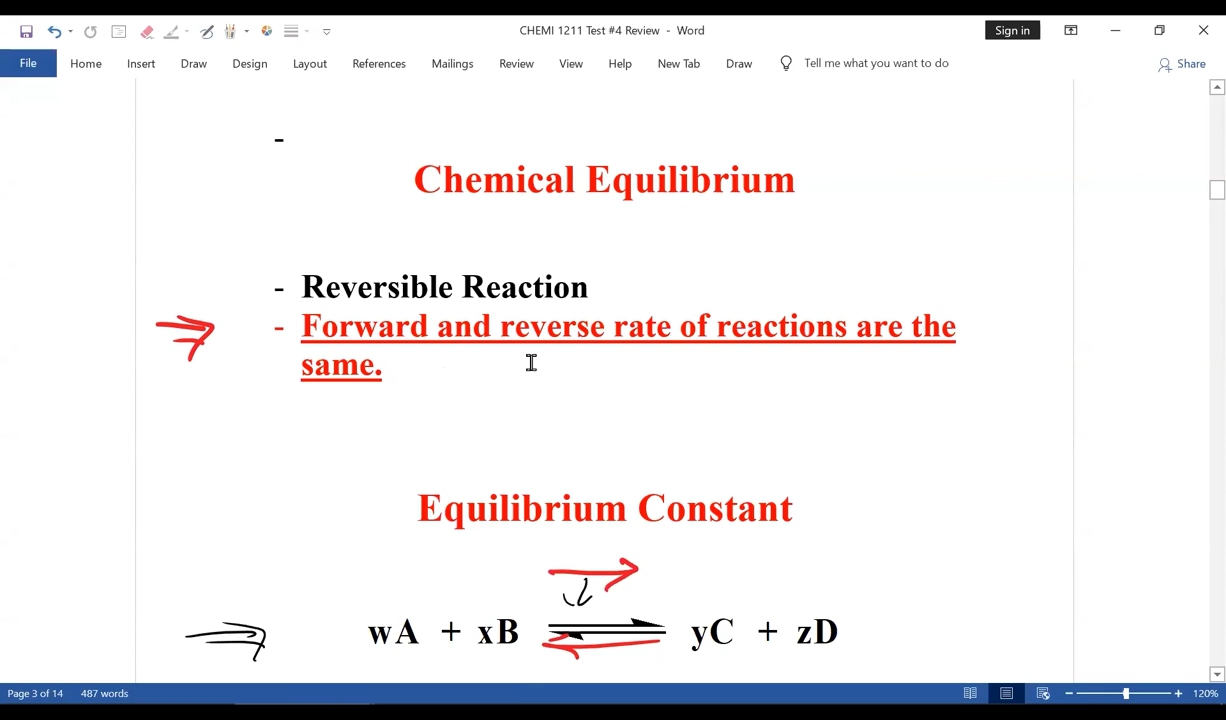 CHEMI 1211 Test #4 Review - Word
Sign in
File Home Insert Draw Design Layout References Mailings Review View Help New Tab Draw Tell me what you want to do Share
-
Chemical Equilibrium
- Reversible Reaction
- Forward and reverse rate of reactions are the
same.
Equilibrium Constant
wA + xB ⇌ yC + zD
Page 3 of 14 487 words 120%